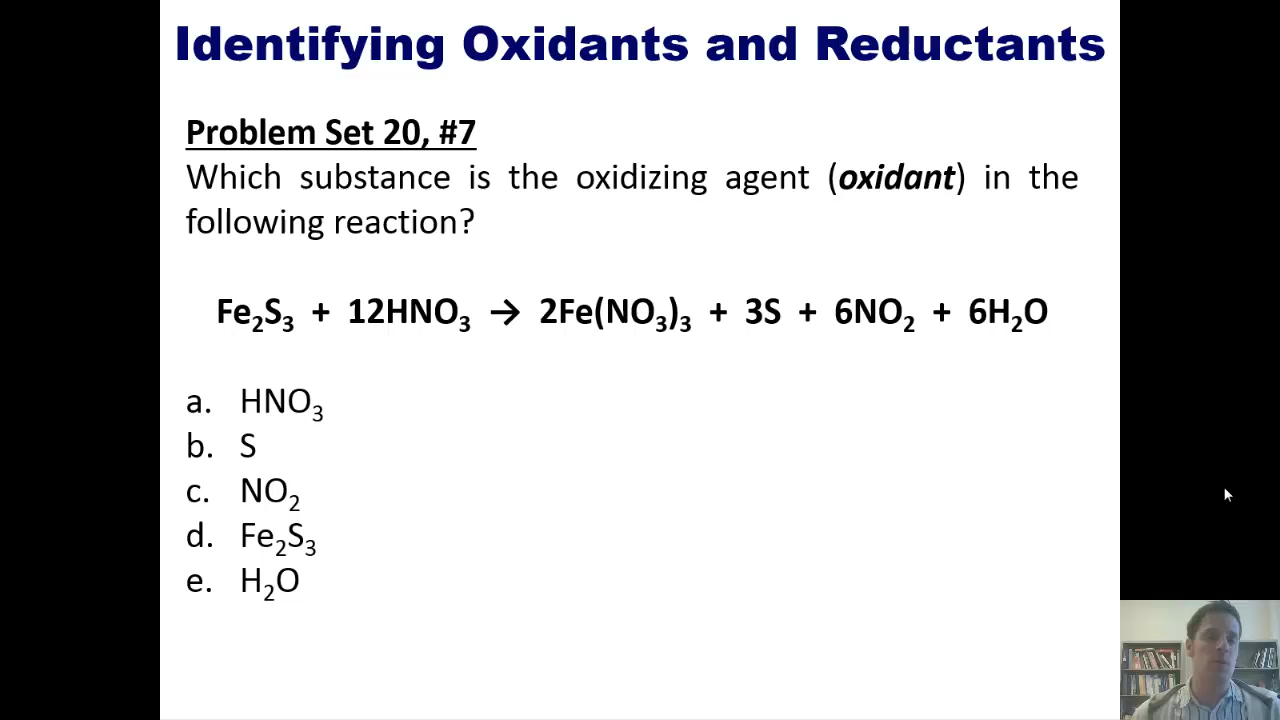 Identifying Oxidants and Reductants
Problem Set 20, #7
Which substance is the oxidizing agent (oxidant) in the
following reaction?
Fe₂S₃ + 12HNO₃ → 2Fe(NO₃)₃ + 3S + 6NO₂ + 6H₂O
a. HNO₃
b. S
c. NO₂
d. Fe₂S₃
e. H₂O